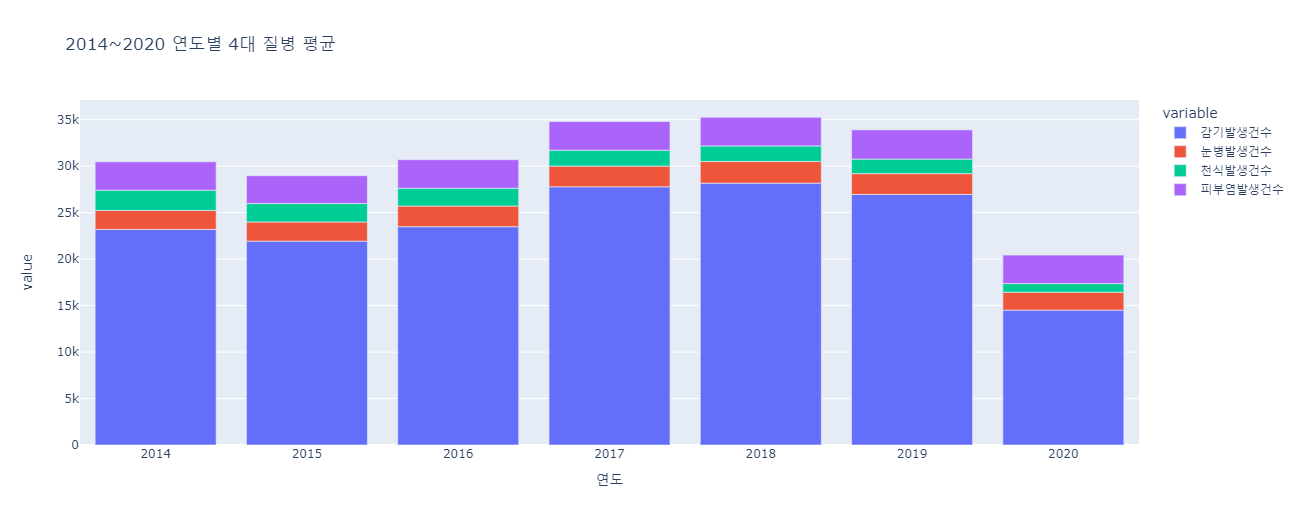 2014~2020 연도별 4대 질병 평균
variable
감기발생건수
눈병발생건수
천식발생건수
피부염발생건수
value
35k
30k
25k
20k
15k
10k
5k
0
2014 2015 2016 2017 2018 2019 2020
연도